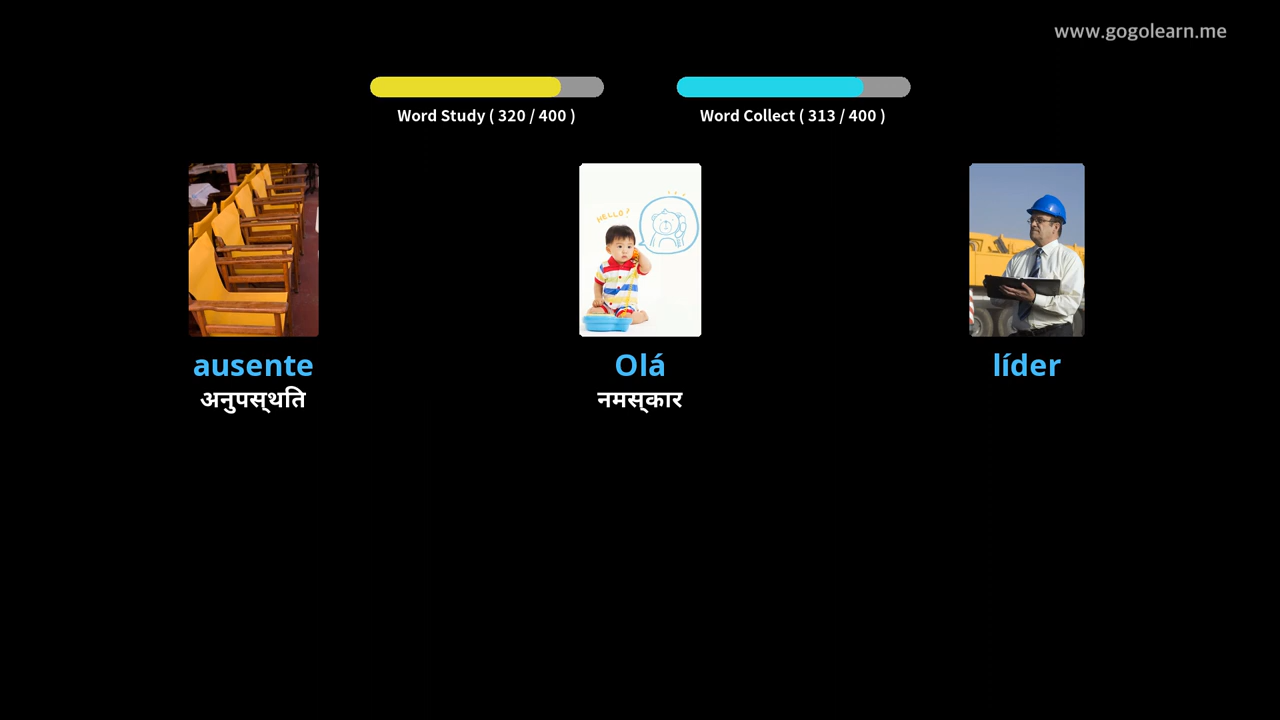 www.gogolearn.me
Word Study ( 320 / 400 )
Word Collect ( 313 / 400 )
HELLO?
ausente
Olá
líder
अनुपस्थति
नमस्कार